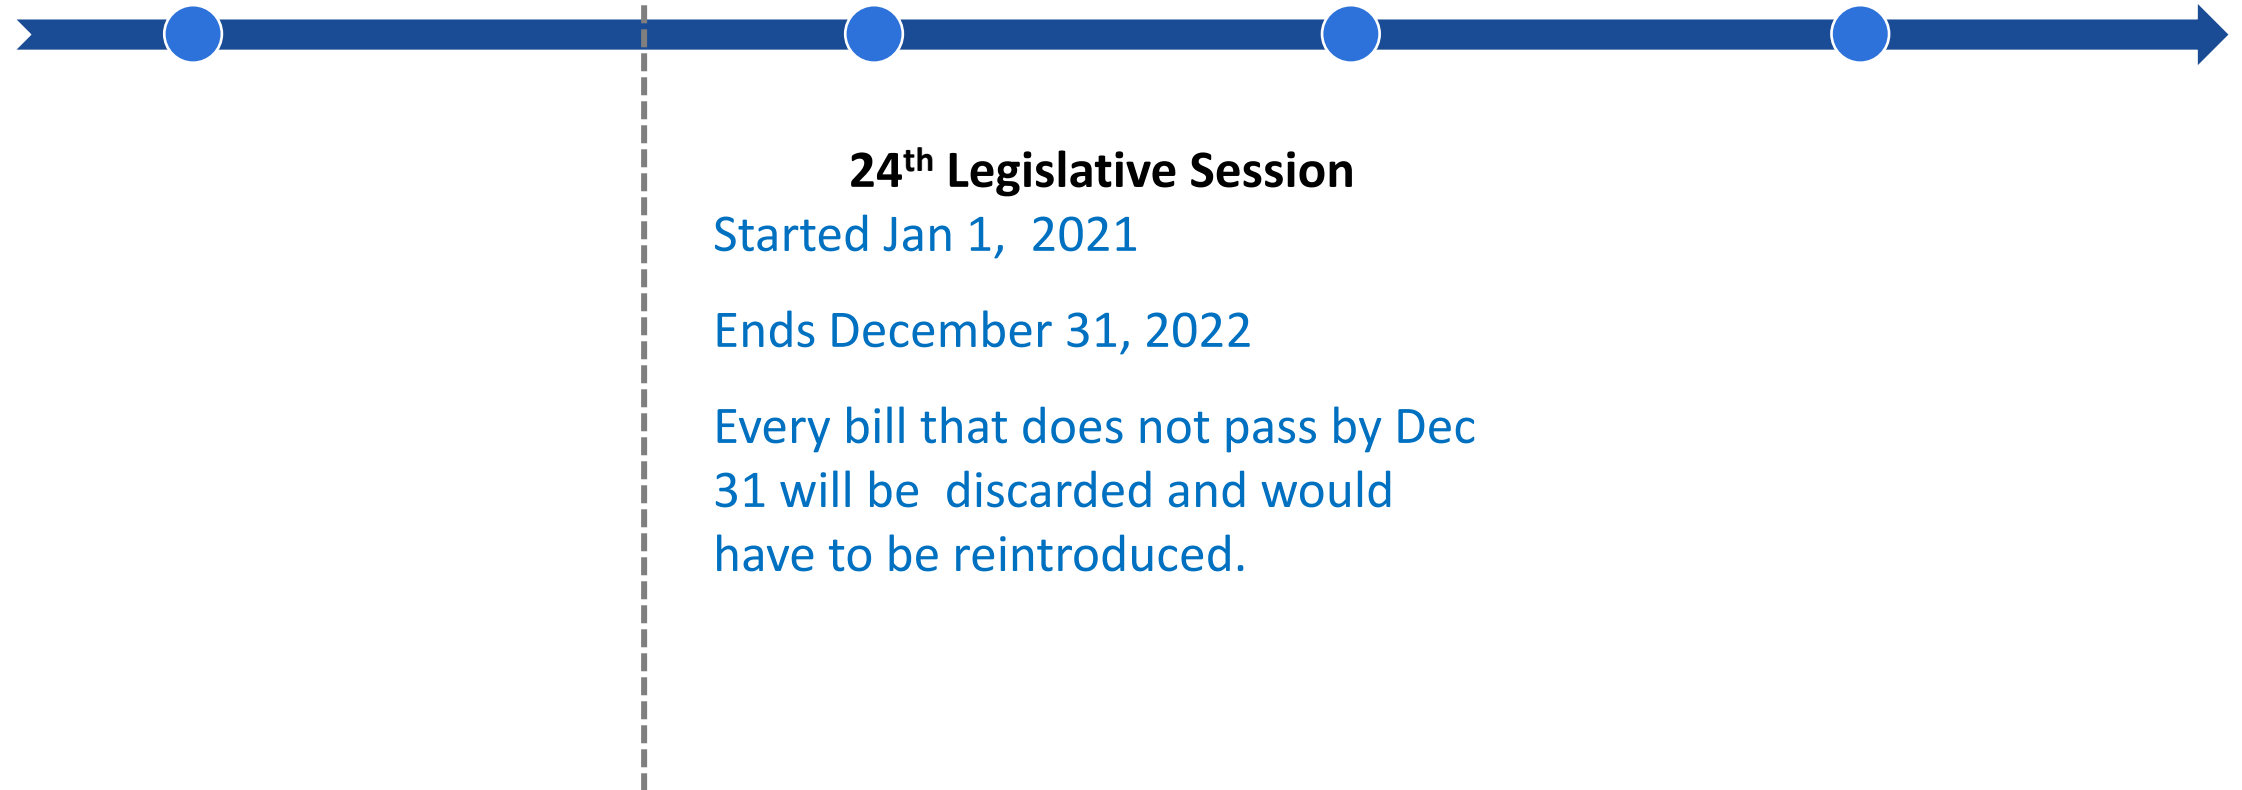 24th Legislative Session
Started Jan 1,  2021
Ends December 31, 2022
Every bill that does not pass by Dec
31 will be  discarded and would
have to be reintroduced.